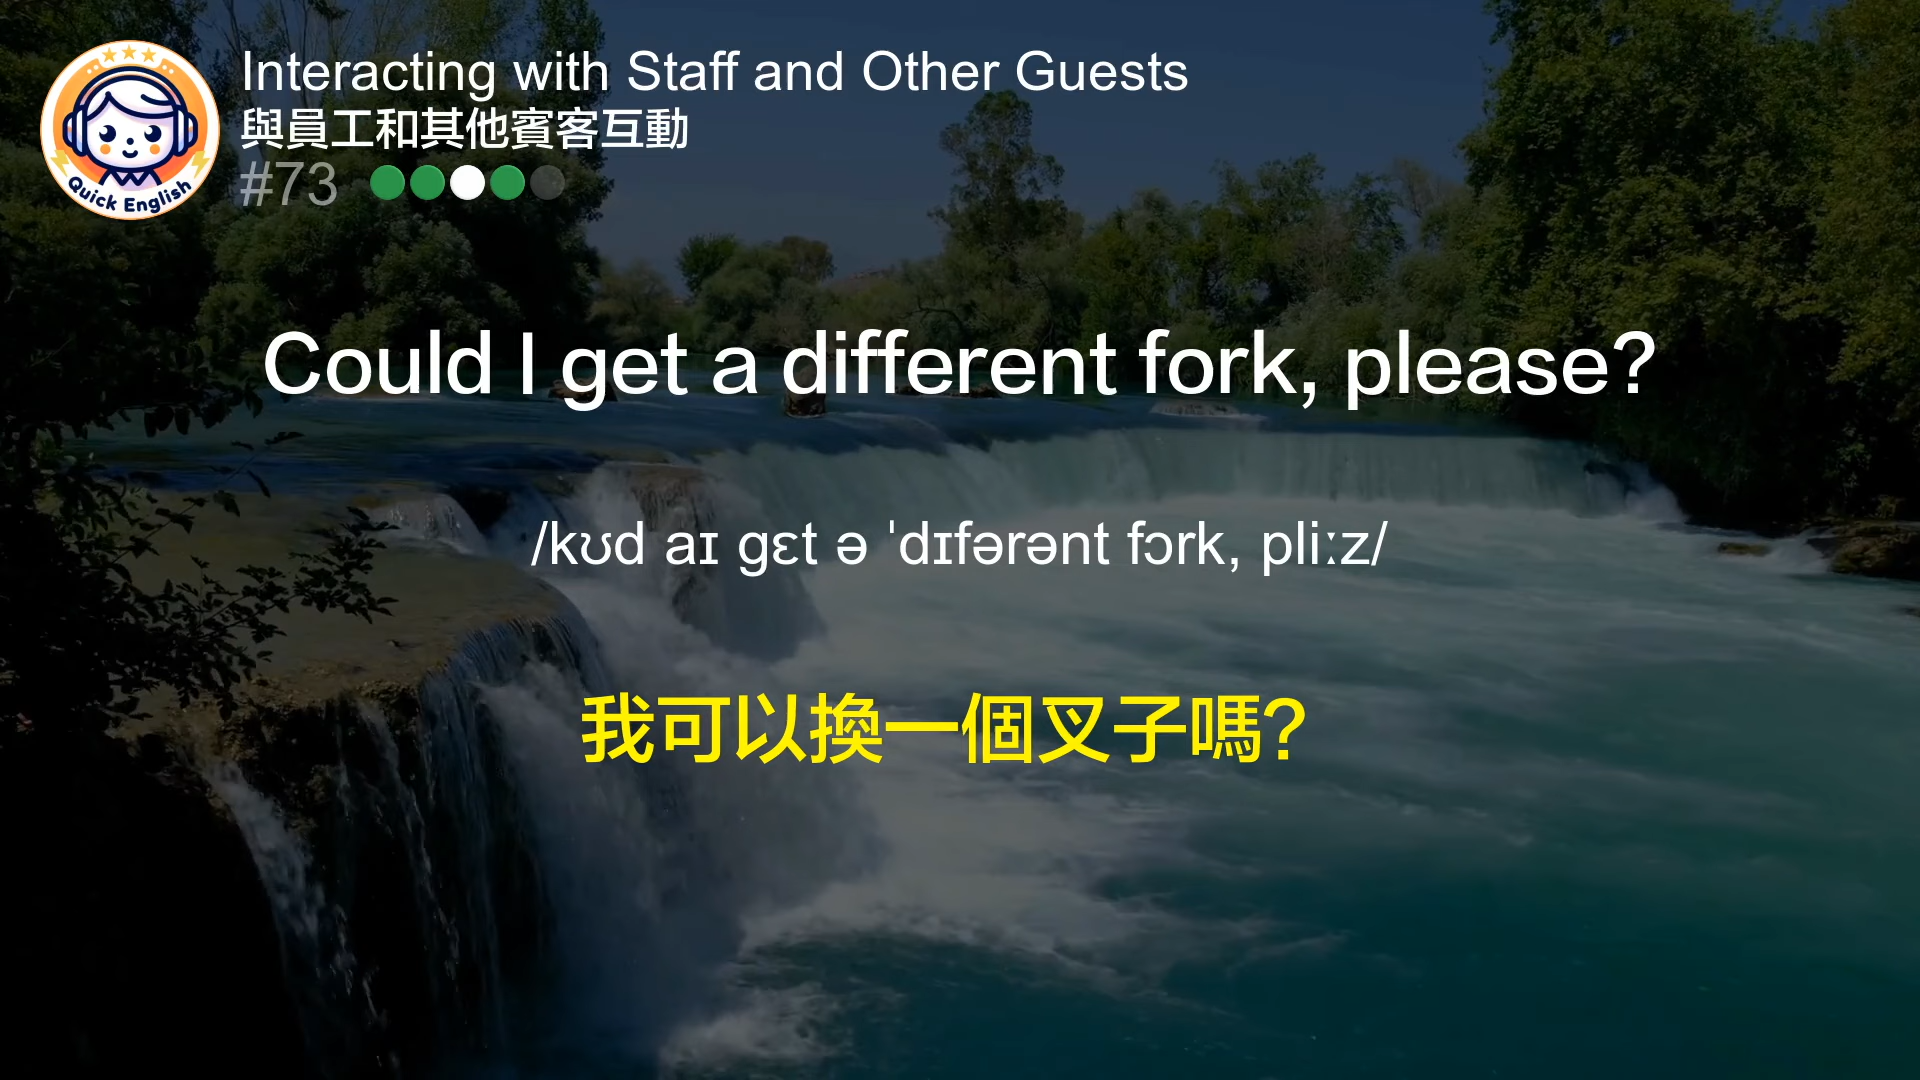 Interacting with Staff and Other Guests
與員工和其他賓客互動
#73
Quick English
Could I get a different fork, please?
/kʊd aɪ gɛt ə ˈdɪfərənt fɔrk, pliːz/
我可以換一個叉子嗎?